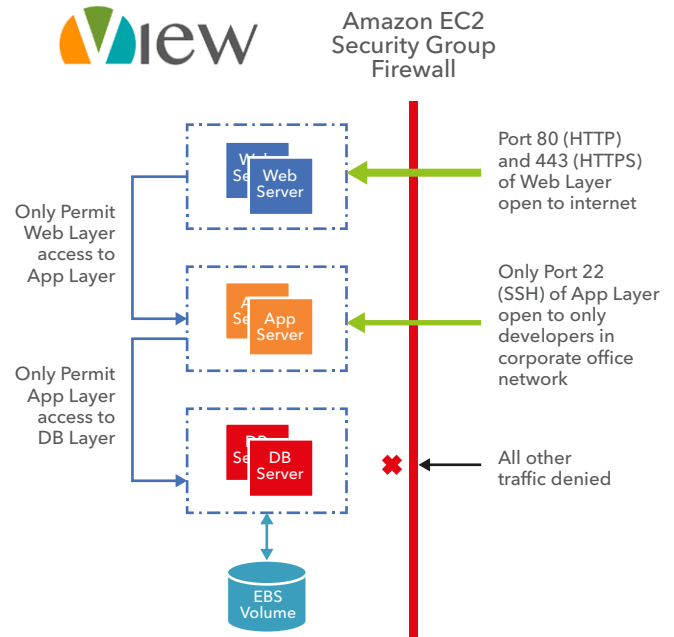 View
Amazon EC2
Security Group
Firewall
Web
Server
Port 80 (HTTP)
and 443 (HTTPS)
of Web Layer
open to internet
Only Permit
Web Layer
access to
App Layer
App
Server
Only Port 22
(SSH) of App Layer
open to only
developers in
corporate office
network
Only Permit
App Layer
access to
DB Layer
DB
Server
All other
traffic denied
EBS
Volume